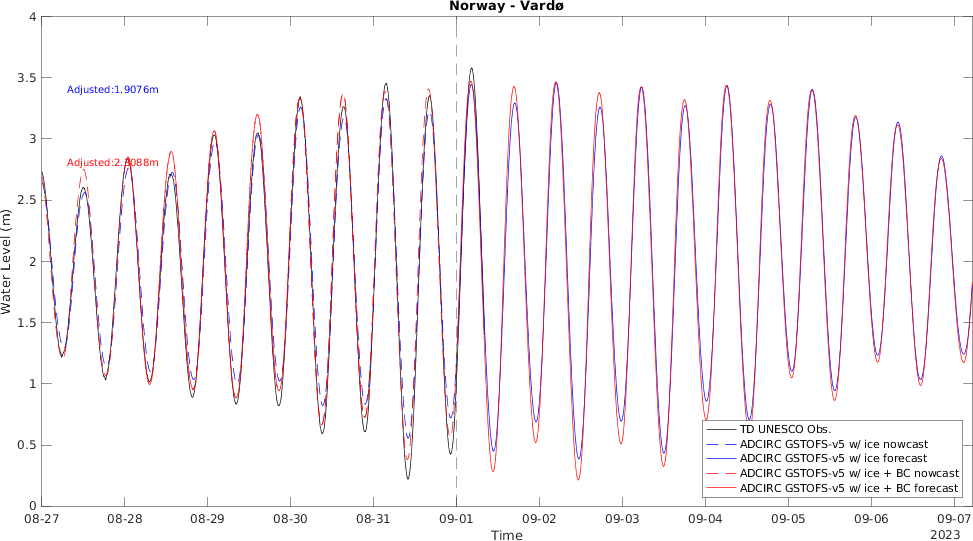 Norway - Vardø
Water Level (m)
4
3.5
3
2.5
2
1.5
1
0.5
0
Adjusted:1.9076m
Adjusted:2.3088m
TD UNESCO Obs.
ADCIRC GSTOFS-v5 w/ ice nowcast
ADCIRC GSTOFS-v5 w/ ice forecast
ADCIRC GSTOFS-v5 w/ ice + BC nowcast
ADCIRC GSTOFS-v5 w/ ice + BC forecast
08-27 08-28 08-29 08-30 08-31 09-01 09-02 09-03 09-04 09-05 09-06 09-07
2023
Time